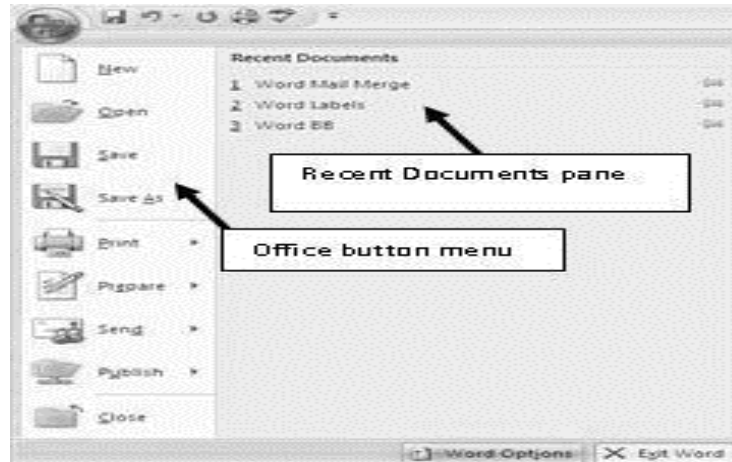 New
Open
Save
Save As
Print
Prepare
Send
Publish
Close
Recent Documents
1 Word Mail Merge
2 Word Labels
3 Word BB
Recent Documents pane
Office button menu
Word Options
Exit Word